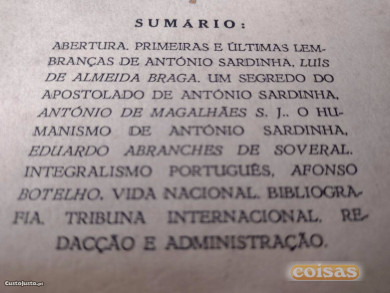 SUMÁRIO:
ABERTURA. PRIMEIRAS E ÚLTIMAS LEM-
BRANÇAS DE ANTÓNIO SARDINHA, LUÍS
DE ALMEIDA BRAGA. UM SEGREDO DO
APOSTOLADO DE ANTÓNIO SARDINHA,
ANTÓNIO DE MAGALHÃES S. J.. O HU-
MANISMO DE ANTÓNIO SARDINHA,
EDUARDO ABRANCHES DE SOVERAL.
INTEGRALISMO PORTUGUÊS, AFONSO
BOTELHO. VIDA NACIONAL. BIBLIOGRA-
FIA. TRIBUNA INTERNACIONAL. RE-
DACÇÃO E ADMINISTRAÇÃO.
CustoJusto.pt
coisas